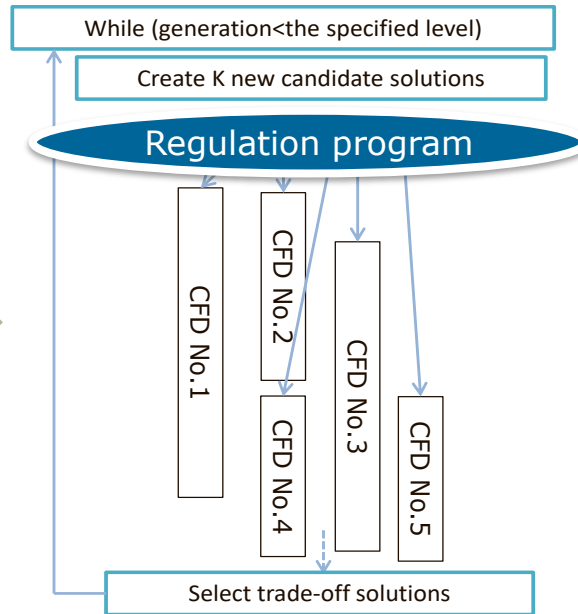 While (generation<the specified level)
Create K new candidate solutions
Regulation program
CFD No.1
CFD No.2
CFD No.3
CFD No.4
CFD No.5
Select trade-off solutions